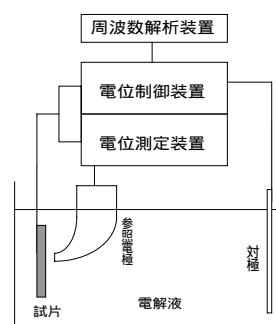 周波数解析装置
電位制御装置
電位測定装置
参照電極
対極
電解液
試片